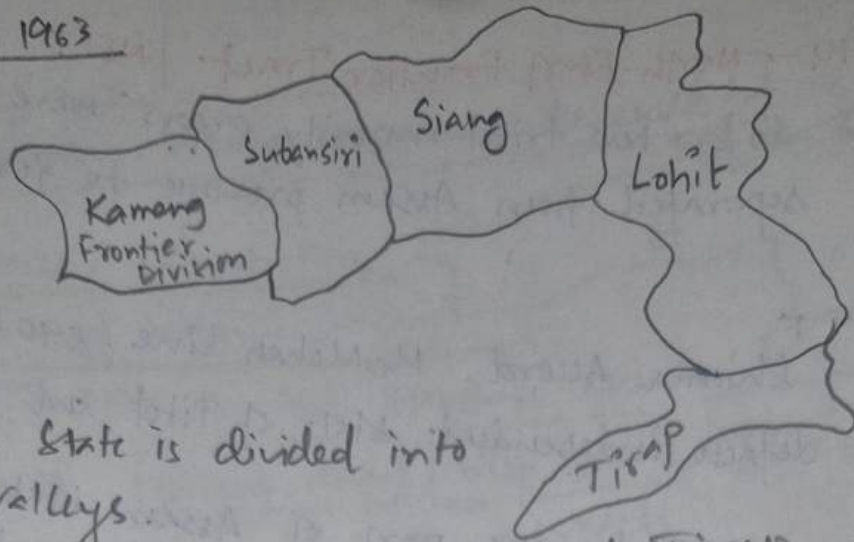 1963
Siang
Subansiri
Lohit
Kameng
Frontier
Division
State is divided into
valleys
Tirap